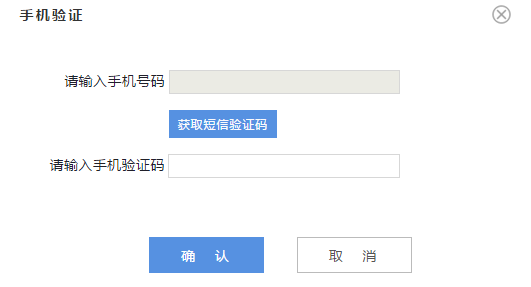 手机验证
请输入手机号码
获取短信验证码
请输入手机验证码
确 认 取 消